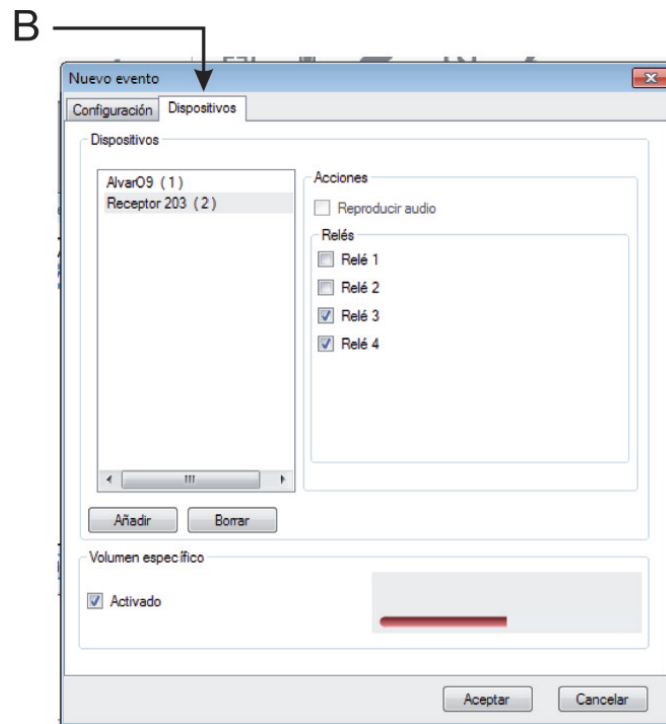 B
Nuevo evento
Configuración Dispositivos
Dispositivos
AlvarO9 ( 1 )
Receptor 203 ( 2 )
Acciones
Reproducir audio
Relés
Relé 1
Relé 2
Relé 3
Relé 4
Añadir Borrar
Volumen específico
Activado
Aceptar Cancelar